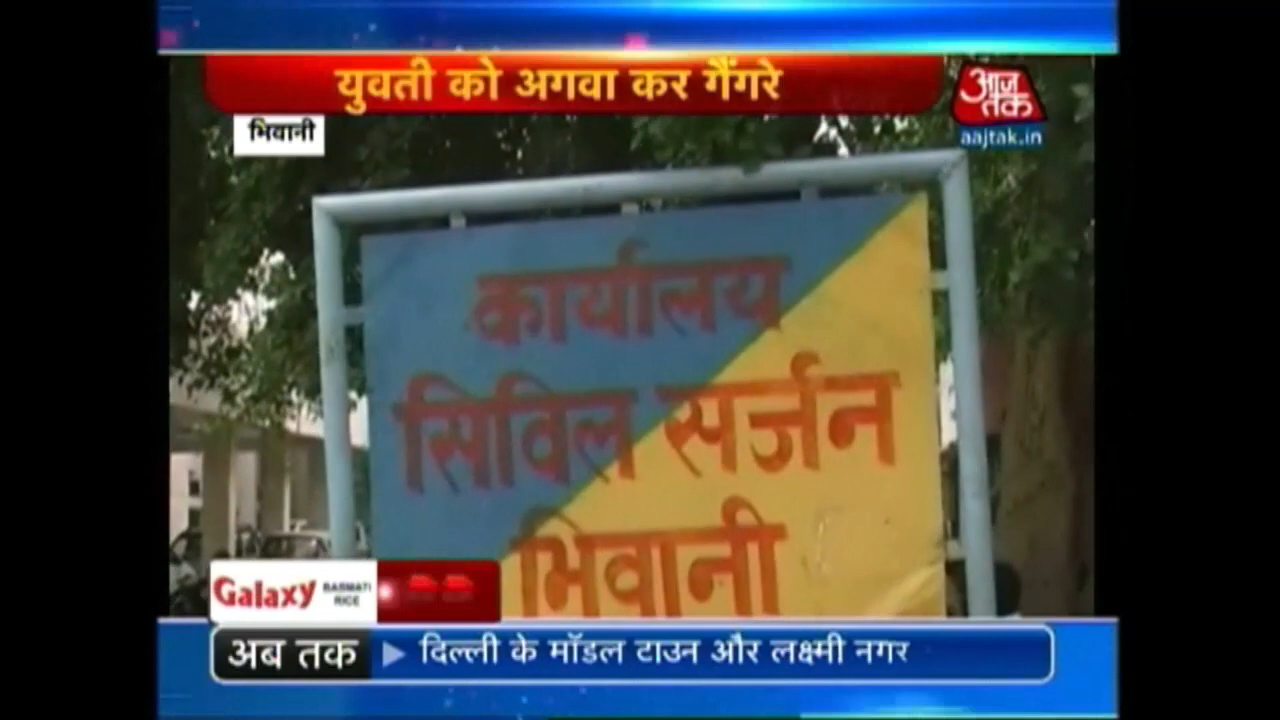 युवती को अगवा कर गैंगरे
आज
तक
aajtak.in
भिवानी
कार्यालय
सिविल सर्जन
भिवानी
Galaxy BASMATI
RICE
अब तक दिल्ली के मॉडल टाउन और लक्ष्मी नगर